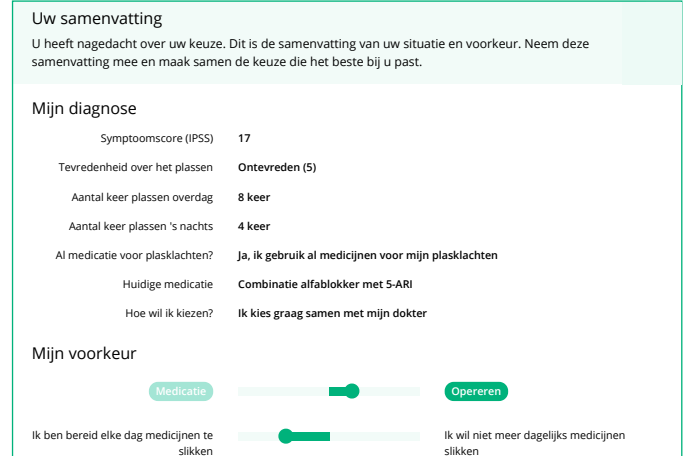 Uw samenvatting
U heeft nagedacht over uw keuze. Dit is de samenvatting van uw situatie en voorkeur. Neem deze
samenvatting mee en maak samen de keuze die het beste bij u past.
Mijn diagnose
Symptoomscore (IPSS) 17
Tevredenheid over het plassen Ontevreden (5)
Aantal keer plassen overdag 8 keer
Aantal keer plassen 's nachts 4 keer
Al medicatie voor plasklachten? Ja, ik gebruik al medicijnen voor mijn plasklachten
Huidige medicatie Combinatie alfablokker met 5-ARI
Hoe wil ik kiezen? Ik kies graag samen met mijn dokter
Mijn voorkeur
Medicatie Opereren
Ik ben bereid elke dag medicijnen te Ik wil niet meer dagelijks medicijnen
slikken slikken